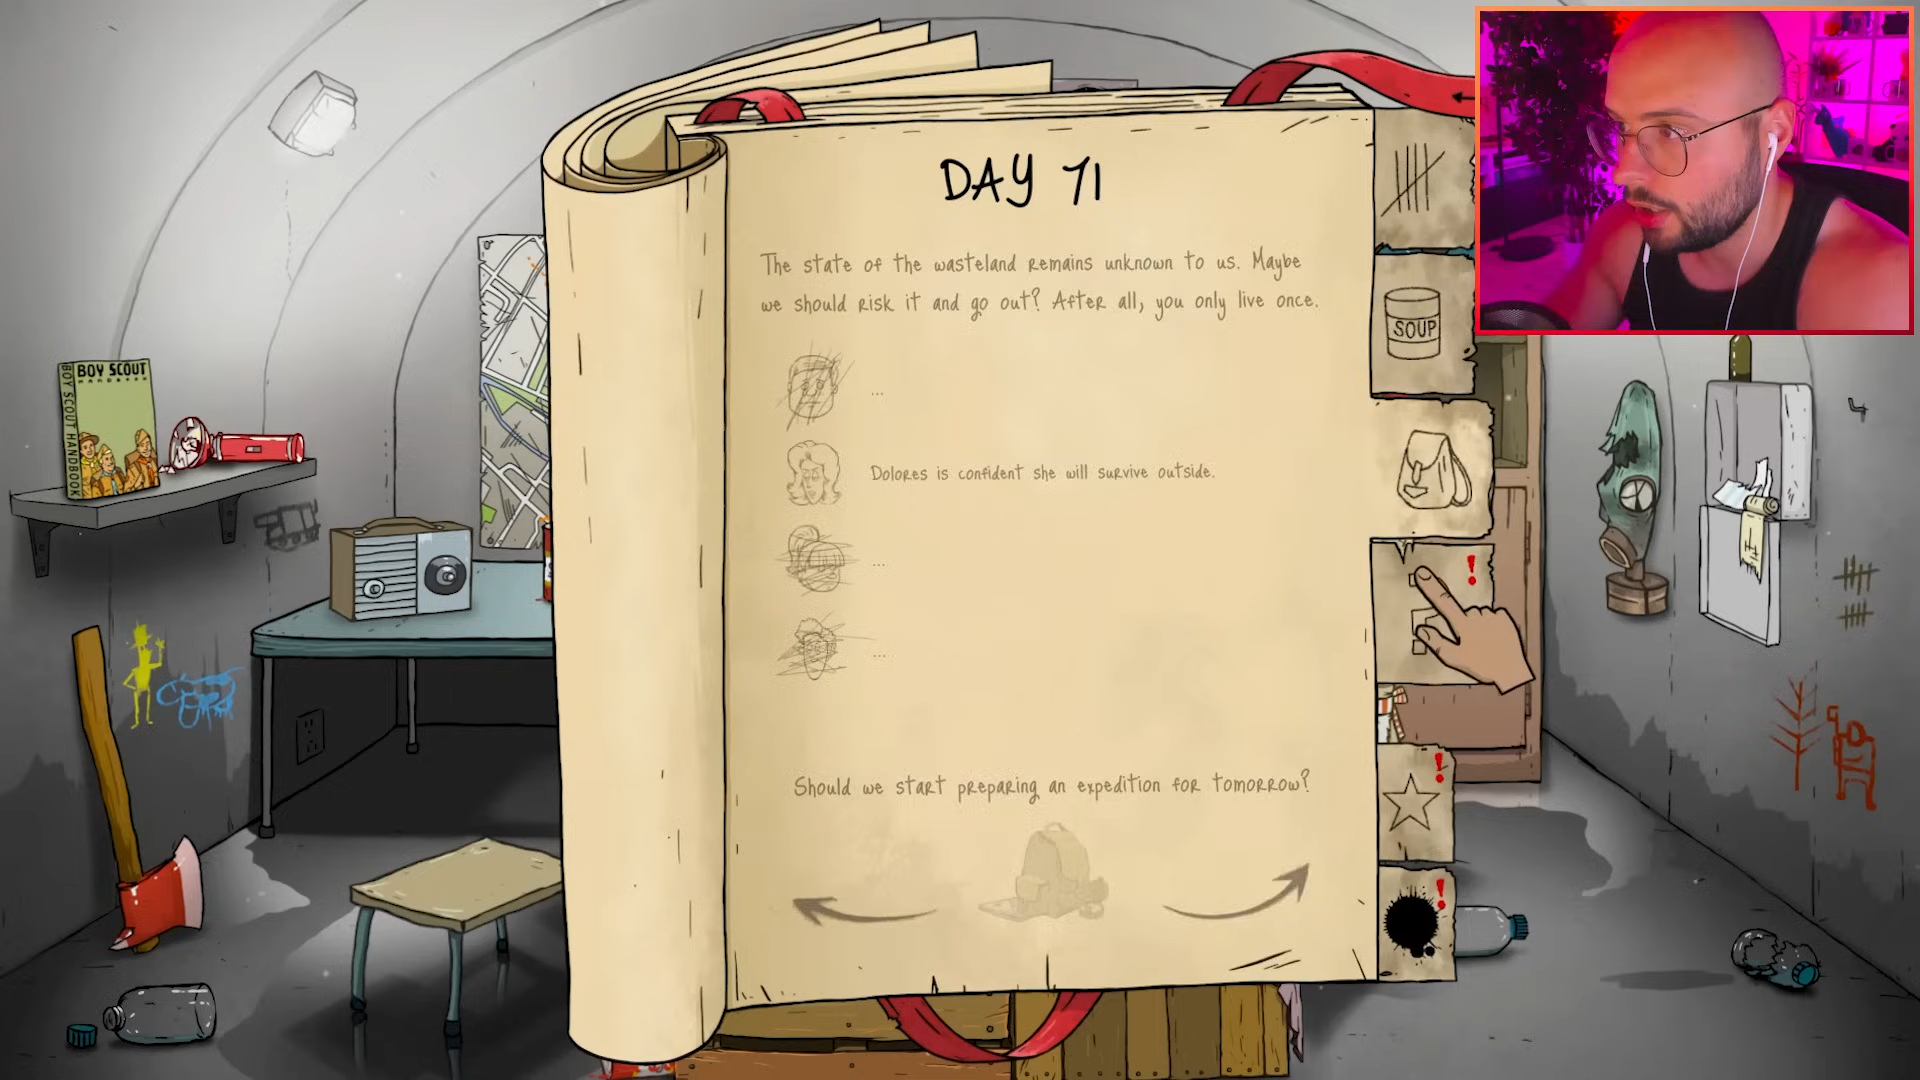 DAY 71
The state of the wasteland remains unknown to us. Maybe
we should risk it and go out? After all, you only live once.
...
Dolores is confident she will survive outside.
...
...
Should we start preparing an expedition for tomorrow?
SOUP
!
!
!
BOY SCOUT
HANDBOOK
BOY SCOUT HANDBOOK